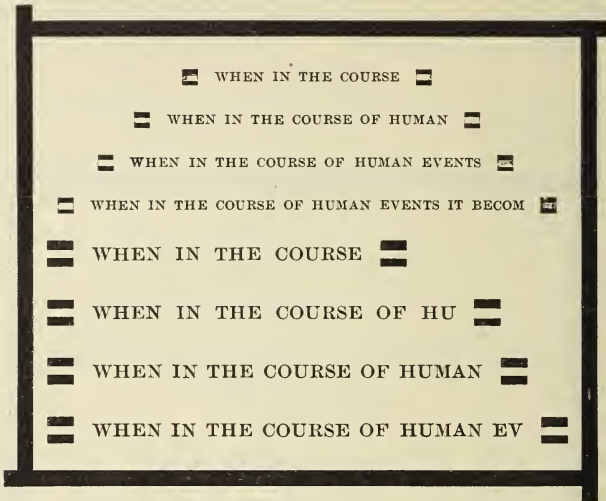 WHEN IN THE COURSE
WHEN IN THE COURSE OF HUMAN
WHEN IN THE COURSE OF HUMAN EVENTS
WHEN IN THE COURSE OF HUMAN EVENTS IT BECOM
WHEN IN THE COURSE
WHEN IN THE COURSE OF HU
WHEN IN THE COURSE OF HUMAN
WHEN IN THE COURSE OF HUMAN EV